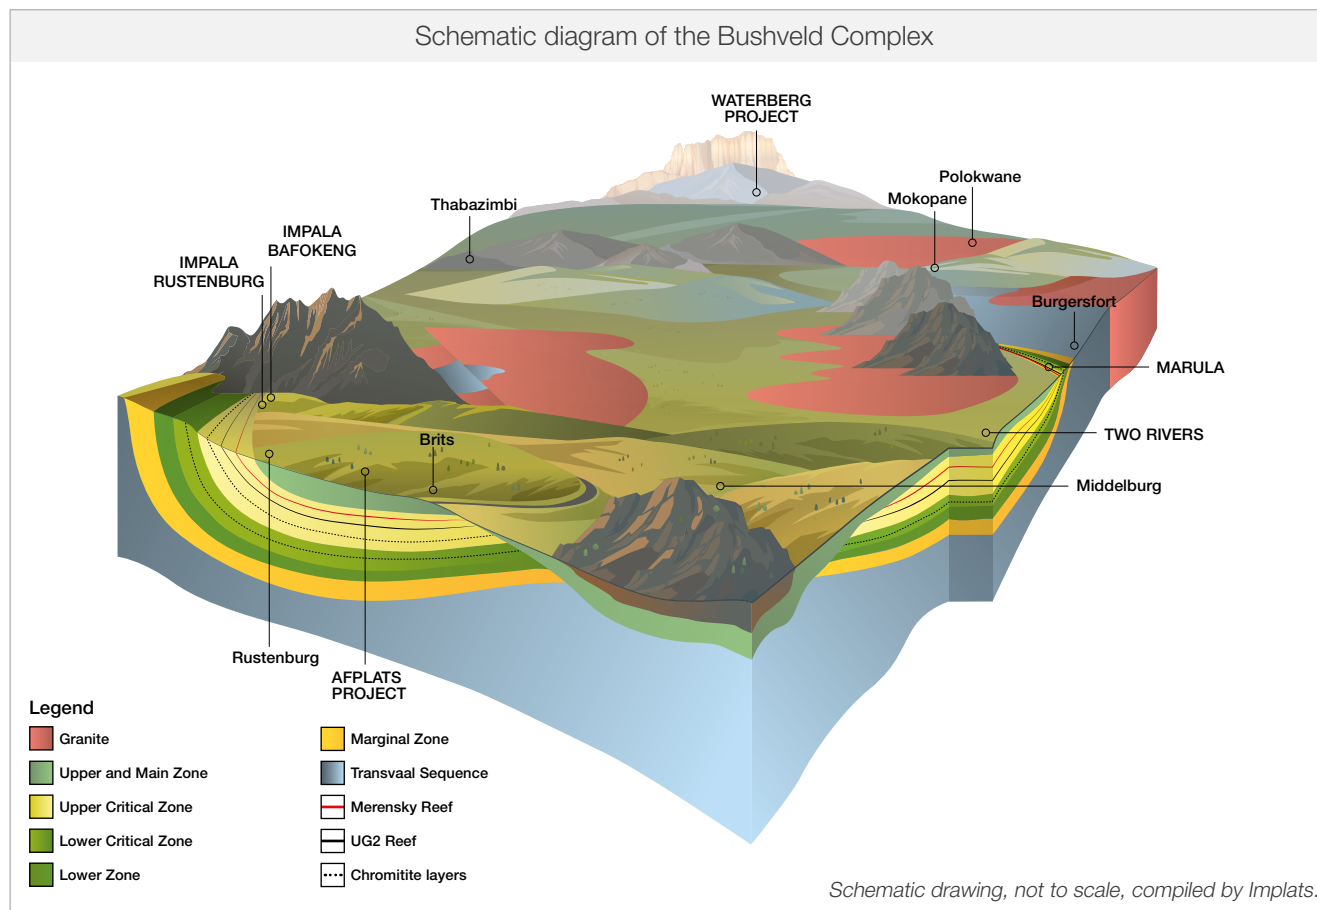 Schematic diagram of the Bushveld Complex
WATERBERG
PROJECT
Polokwane
Mokopane
Thabazimbi
IMPALA
BAFOKENG
IMPALA
RUSTENBURG
Burgersfort
MARULA
TWO RIVERS
Brits
Middelburg
Rustenburg
AFPLATS
PROJECT
Legend
Granite
Upper and Main Zone
Upper Critical Zone
Lower Critical Zone
Lower Zone
Marginal Zone
Transvaal Sequence
Merensky Reef
UG2 Reef
Chromitite layers
Schematic drawing, not to scale, compiled by Implats.